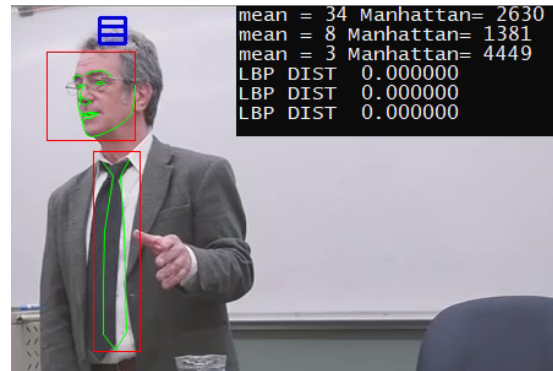 mean = 34 Manhattan= 2630
mean = 8 Manhattan= 1381
mean = 3 Manhattan= 4449
LBP DIST  0.000000
LBP DIST  0.000000
LBP DIST  0.000000